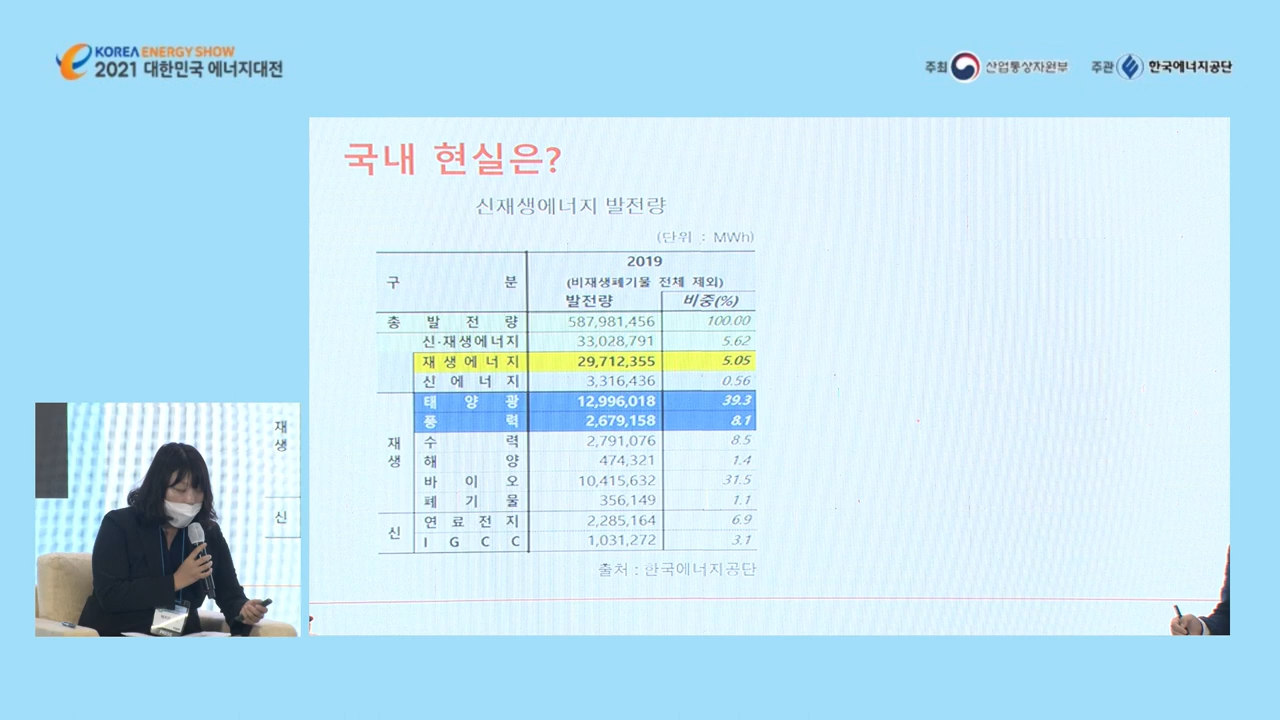 KOREA ENERGY SHOW
2021 대한민국 에너지대전
주최 산업통상자원부 주관 한국에너지공단
국내 현실은?
신재생에너지 발전량
(단위 : MWh)
구 분 2019
(비재생폐기물 전체 제외)
발전량 비중(%)
총 발 전 량 587,981,456 100.00
신·재생에너지 33,028,791 5.62
재 생 에 너 지 29,712,355 5.05
신 에 너 지 3,316,436 0.56
재생 태 양 광 12,996,018 39.3
풍 력 2,679,158 8.1
수 력 2,791,076 8.5
해 양 474,321 1.4
바 이 오 10,415,632 31.5
폐 기 물 356,149 1.1
신 연 료 전 지 2,285,164 6.9
I G C C 1,031,272 3.1
출처 : 한국에너지공단
재
생
신